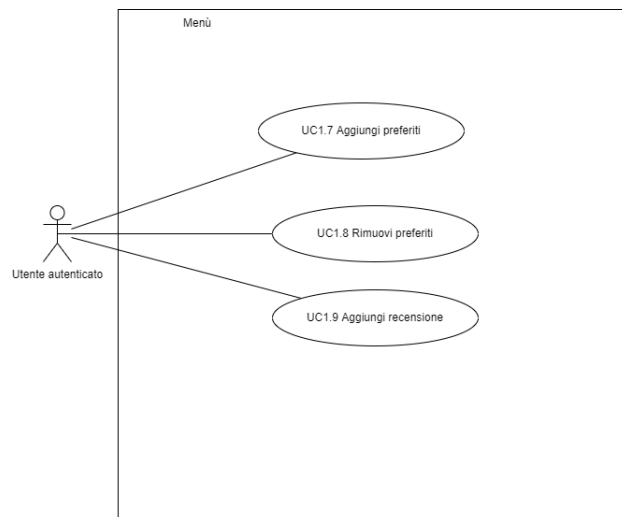 Menù
UC1.7 Aggiungi preferiti
UC1.8 Rimuovi preferiti
Utente autenticato
UC1.9 Aggiungi recensione